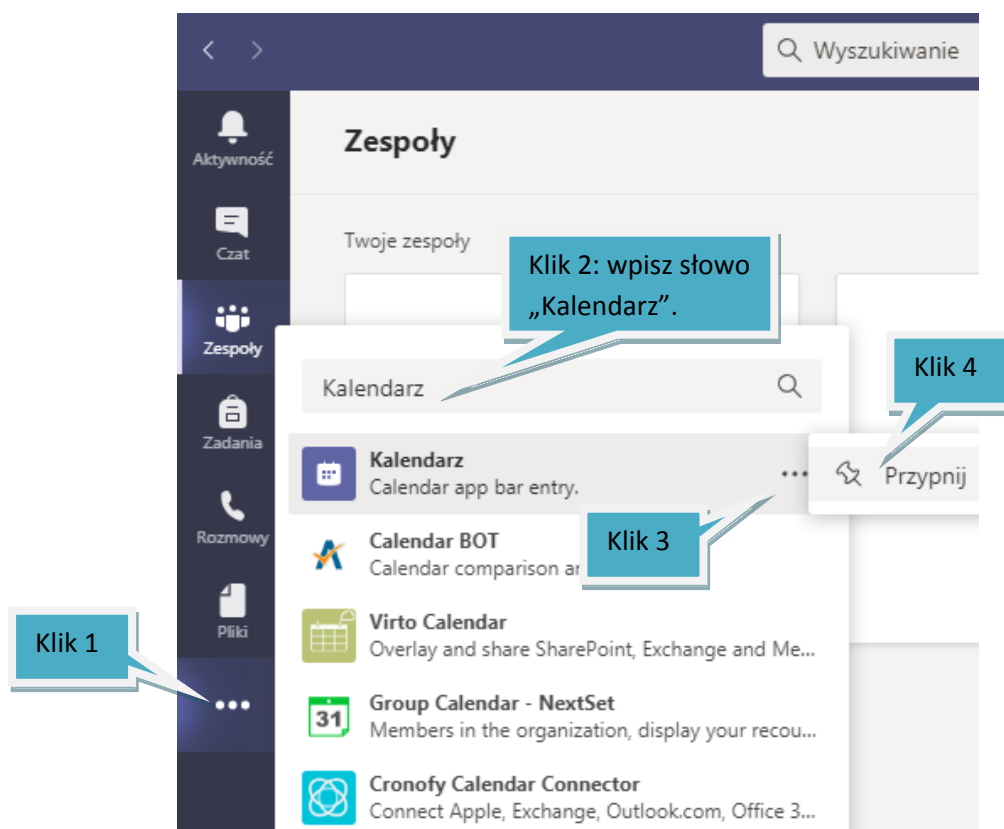 Wyszukiwanie
Aktywność
Zespoły
Czat
Twoje zespoły
Klik 2: wpisz słowo
„Kalendarz”.
Zespoły
Kalendarz
Klik 4
Zadania
Kalendarz
Calendar app bar entry.
Przypnij
Rozmowy
Calendar BOT
Calendar comparison
Klik 3
Pliki
Virto Calendar
Overlay and share SharePoint, Exchange and Me...
Klik 1
31
Group Calendar - NextSet
Members in the organization, display your recou...
Cronofy Calendar Connector
Connect Apple, Exchange, Outlook.com, Office 3...